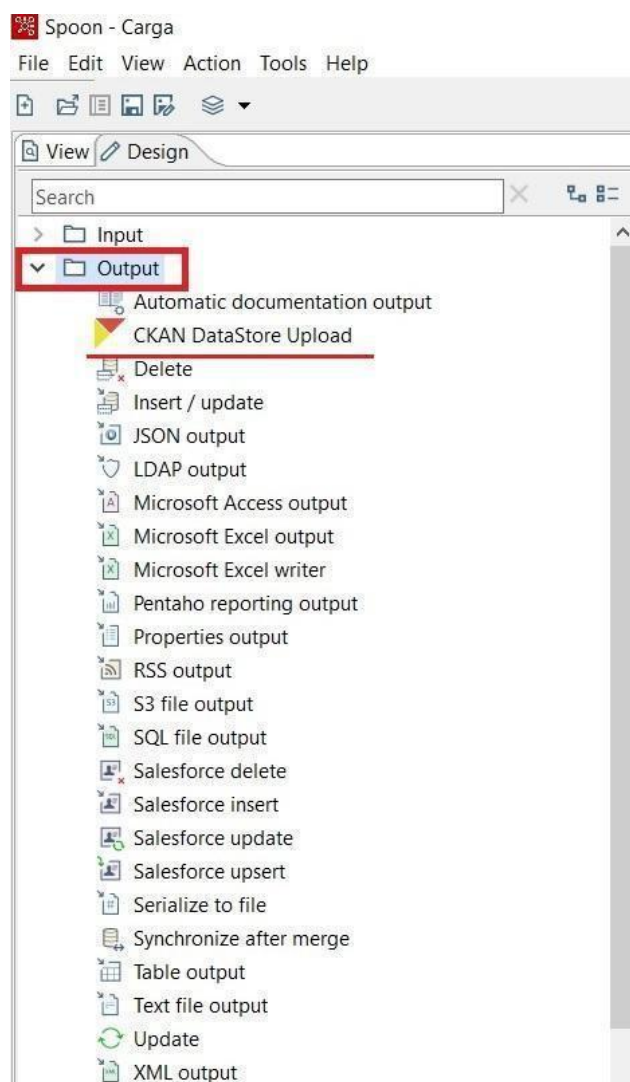 Spoon - Carga
File Edit View Action Tools Help
View Design
Search
Input
Output
Automatic documentation output
CKAN DataStore Upload
Delete
Insert / update
JSON output
LDAP output
Microsoft Access output
Microsoft Excel output
Microsoft Excel writer
Pentaho reporting output
Properties output
RSS output
S3 file output
SQL file output
Salesforce delete
Salesforce insert
Salesforce update
Salesforce upsert
Serialize to file
Synchronize after merge
Table output
Text file output
Update
XML output